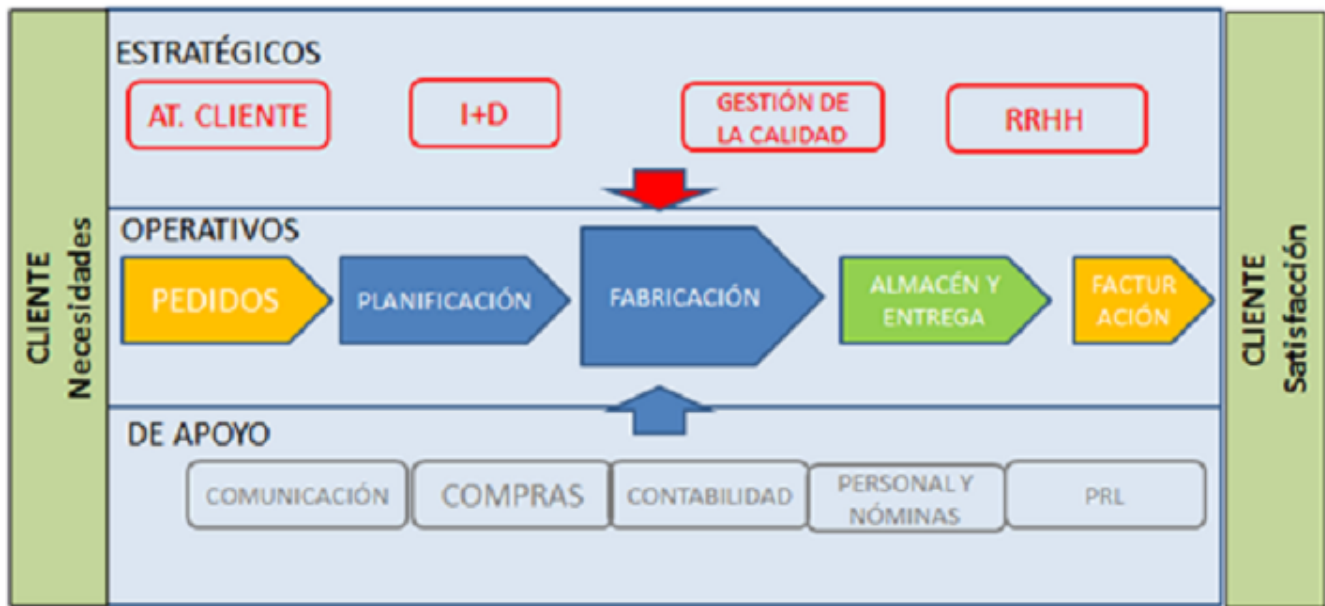 CLIENTE
Necesidades
ESTRATÉGICOS
AT. CLIENTE
I+D
GESTIÓN DE
LA CALIDAD
RRHH
OPERATIVOS
PEDIDOS
PLANIFICACIÓN
FABRICACIÓN
ALMACÉN Y
ENTREGA
FACTUR
ACIÓN
DE APOYO
COMUNICACIÓN
COMPRAS
CONTABILIDAD
PERSONAL Y
NÓMINAS
PRL
CLIENTE
Satisfacción